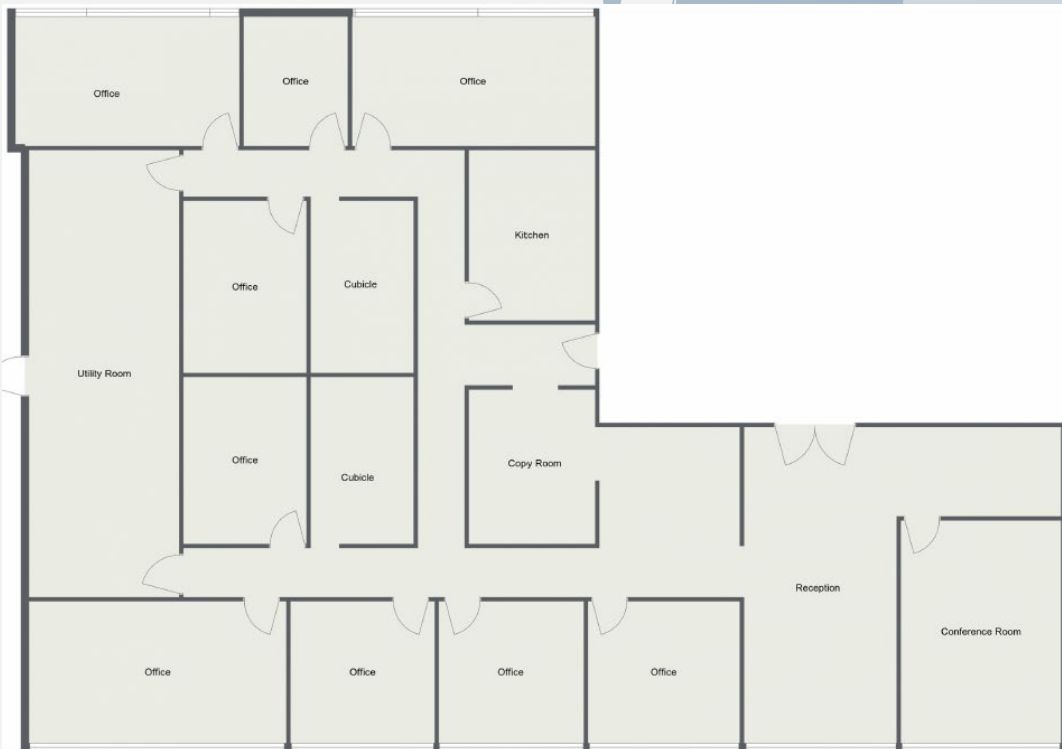 Office
Office
Office
Kitchen
Office
Cubicle
Utility Room
Office
Copy Room
Cubicle
Reception
Conference Room
Office
Office
Office
Office